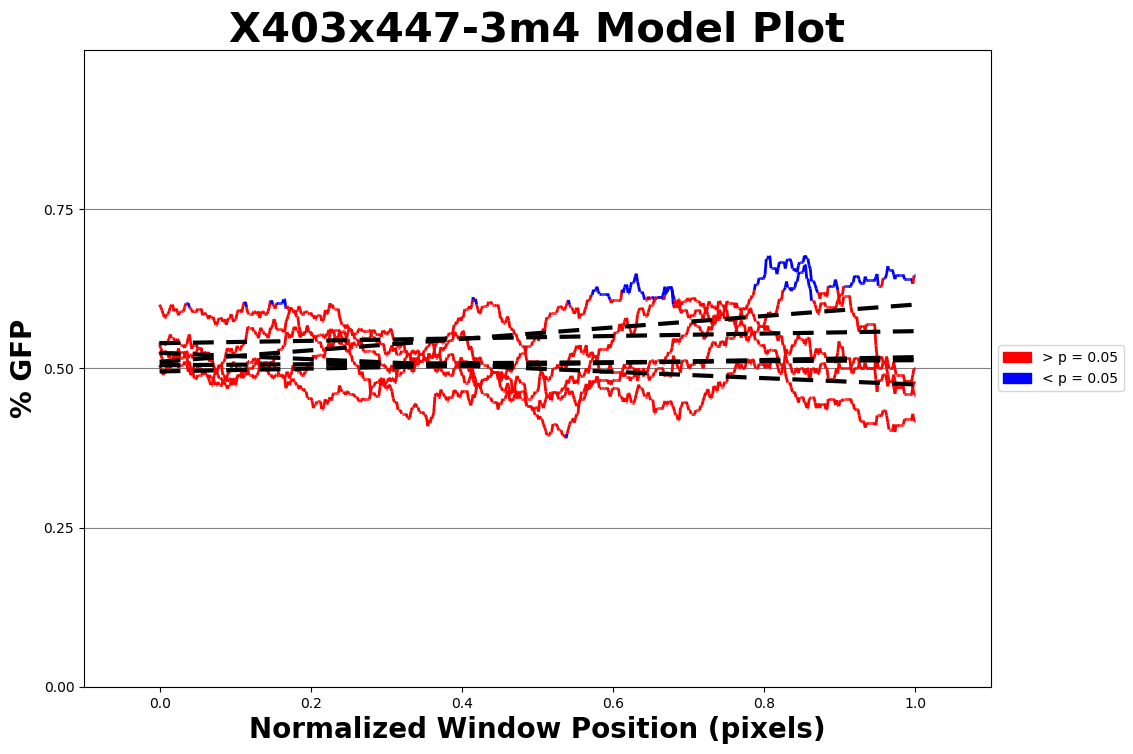 X403x447-3m4 Model Plot
% GFP
0.75
0.50
0.25
0.00
0.0 0.2 0.4 0.6 0.8 1.0
Normalized Window Position (pixels)
> p = 0.05
< p = 0.05